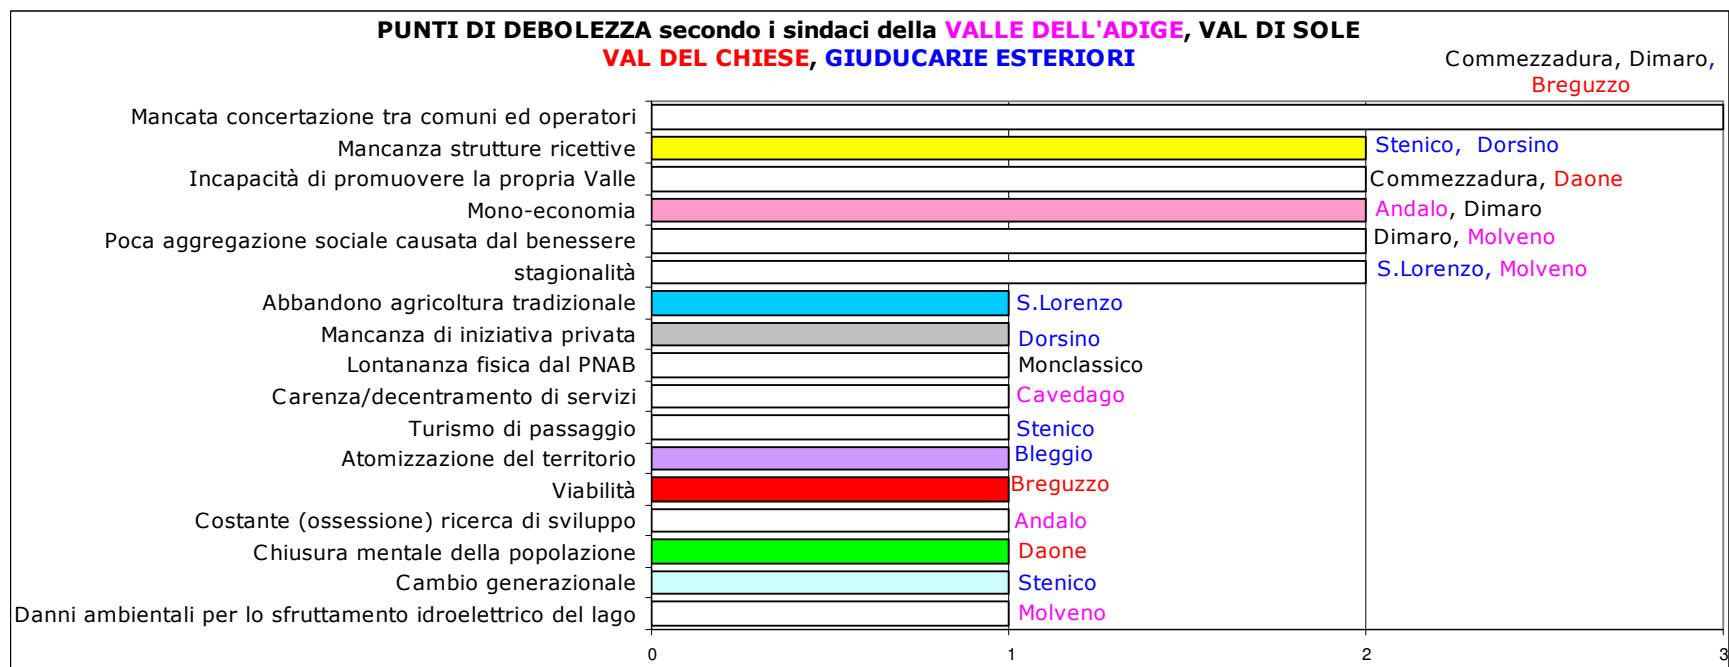 PUNTI DI DEBOLEZZA secondo i sindaci della VALLE DELL'ADIGE, VAL DI SOLE
VAL DEL CHIESE, GIUDUCARIE ESTERIORI
Commezzadura, Dimaro,
Breguzzo
Mancata concertazione tra comuni ed operatori
Mancanza strutture ricettive Stenico, Dorsino
Incapacità di promuovere la propria Valle Commezzadura, Daone
Mono-economia Andalo, Dimaro
Poca aggregazione sociale causata dal benessere Dimaro, Molveno
stagionalità S.Lorenzo, Molveno
Abbandono agricoltura tradizionale S.Lorenzo
Mancanza di iniziativa privata Dorsino
Lontananza fisica dal PNAB Monclassico
Carenza/decentramento di servizi Cavedago
Turismo di passaggio Stenico
Atomizzazione del territorio Bleggio
Viabilità Breguzzo
Costante (ossessione) ricerca di sviluppo Andalo
Chiusura mentale della popolazione Daone
Cambio generazionale Stenico
Danni ambientali per lo sfruttamento idroelettrico del lago Molveno
0 1 2 3